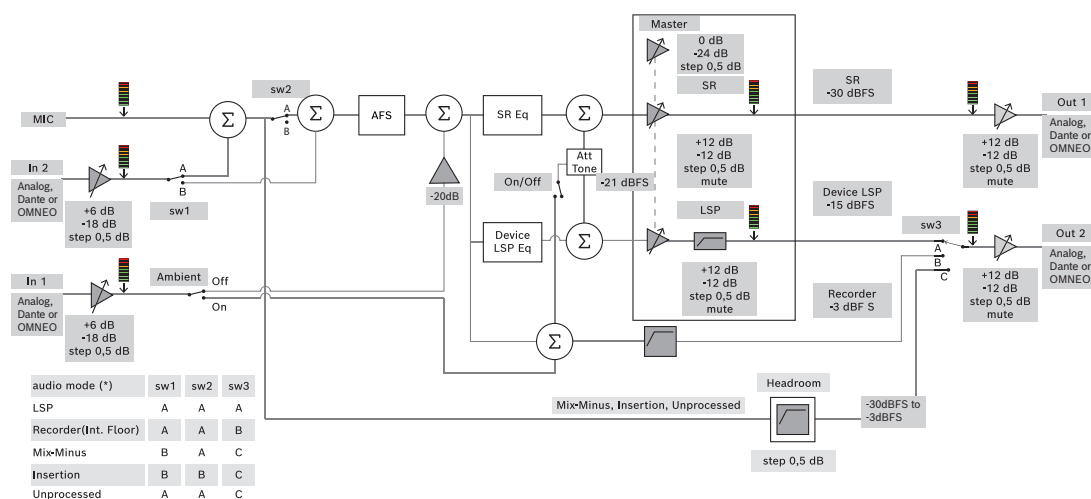 Master
0 dB
-24 dB
step 0,5 dB
SR
SR
-30 dBFS
sw2
A
B
MIC
Σ
Σ
AFS
Σ
SR Eq
Σ
Out 1
Analog,
Dante or
OMNEO
+12 dB
-12 dB
step 0,5 dB
mute
+12 dB
-12 dB
step 0,5 dB
mute
In 2
Analog,
Dante or
OMNEO
+6 dB
-18 dB
step 0,5 dB
A
B
sw1
Att
Tone
On/Off
-21 dBFS
-20dB
Device LSP
-15 dBFS
LSP
Device
LSP Eq
Σ
sw3
A
B
C
Out 2
Analog,
Dante or
OMNEO
+12 dB
-12 dB
step 0,5 dB
mute
+12 dB
-12 dB
step 0,5 dB
mute
In 1
Analog,
Dante or
OMNEO
+6 dB
-18 dB
step 0,5 dB
Ambient
Off
On
Recorder
-3 dBF S
Σ
audio mode (*) sw1 sw2 sw3
LSP A A A
Recorder(Int. Floor) A A B
Mix-Minus B A C
Insertion B B C
Unprocessed A A C
Mix-Minus, Insertion, Unprocessed
Headroom
step 0,5 dB
-30dBFS to
-3dBFS